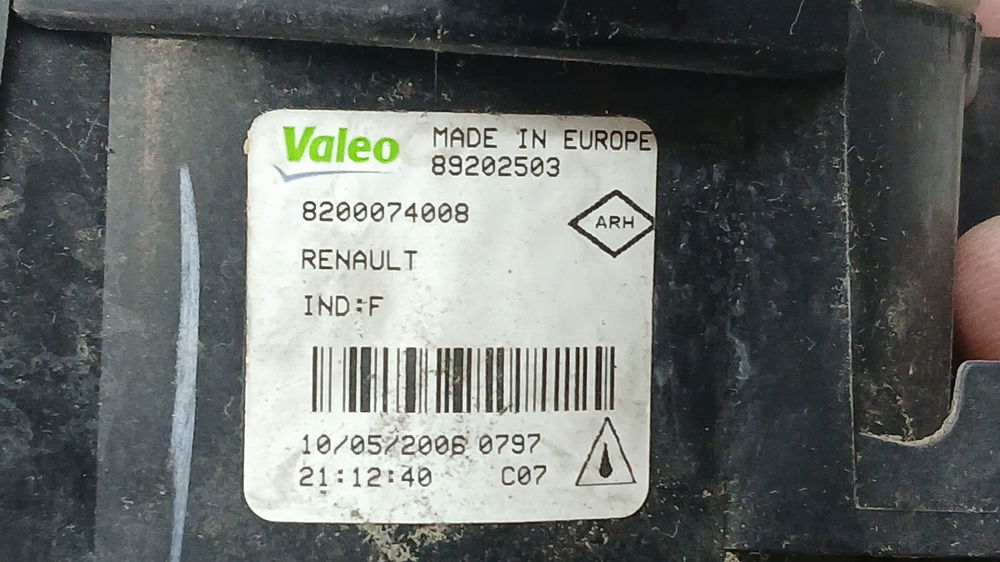 Valeo MADE IN EUROPE
89202503
8200074008
ARH
RENAULT
IND:F
10/05/2006 0797
21:12:40 C07